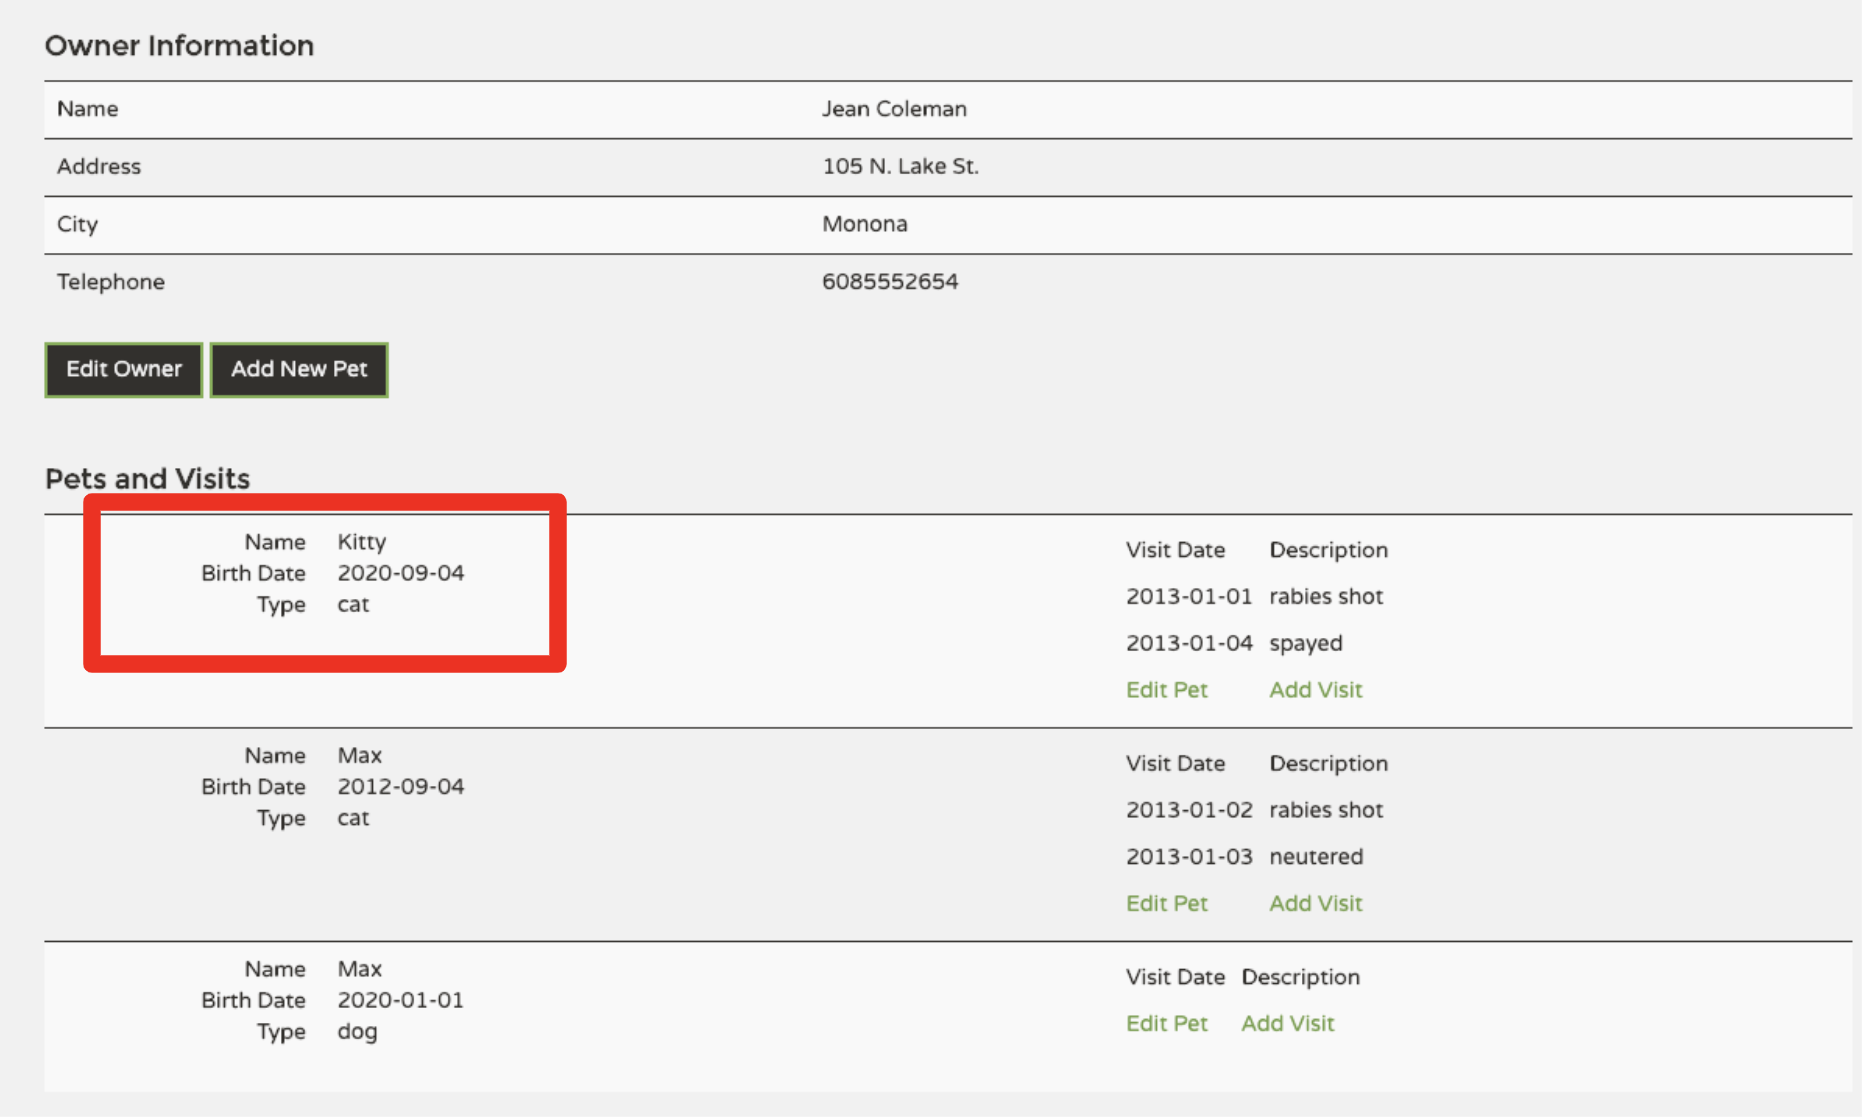 Owner Information
Name Jean Coleman
Address 105 N. Lake St.
City Monona
Telephone 6085552654
Edit Owner Add New Pet
Pets and Visits
Name Kitty
Birth Date 2020-09-04
Type cat
Visit Date Description
2013-01-01 rabies shot
2013-01-04 spayed
Edit Pet Add Visit
Name Max
Birth Date 2012-09-04
Type cat
Visit Date Description
2013-01-02 rabies shot
2013-01-03 neutered
Edit Pet Add Visit
Name Max
Birth Date 2020-01-01
Type dog
Visit Date Description
Edit Pet Add Visit